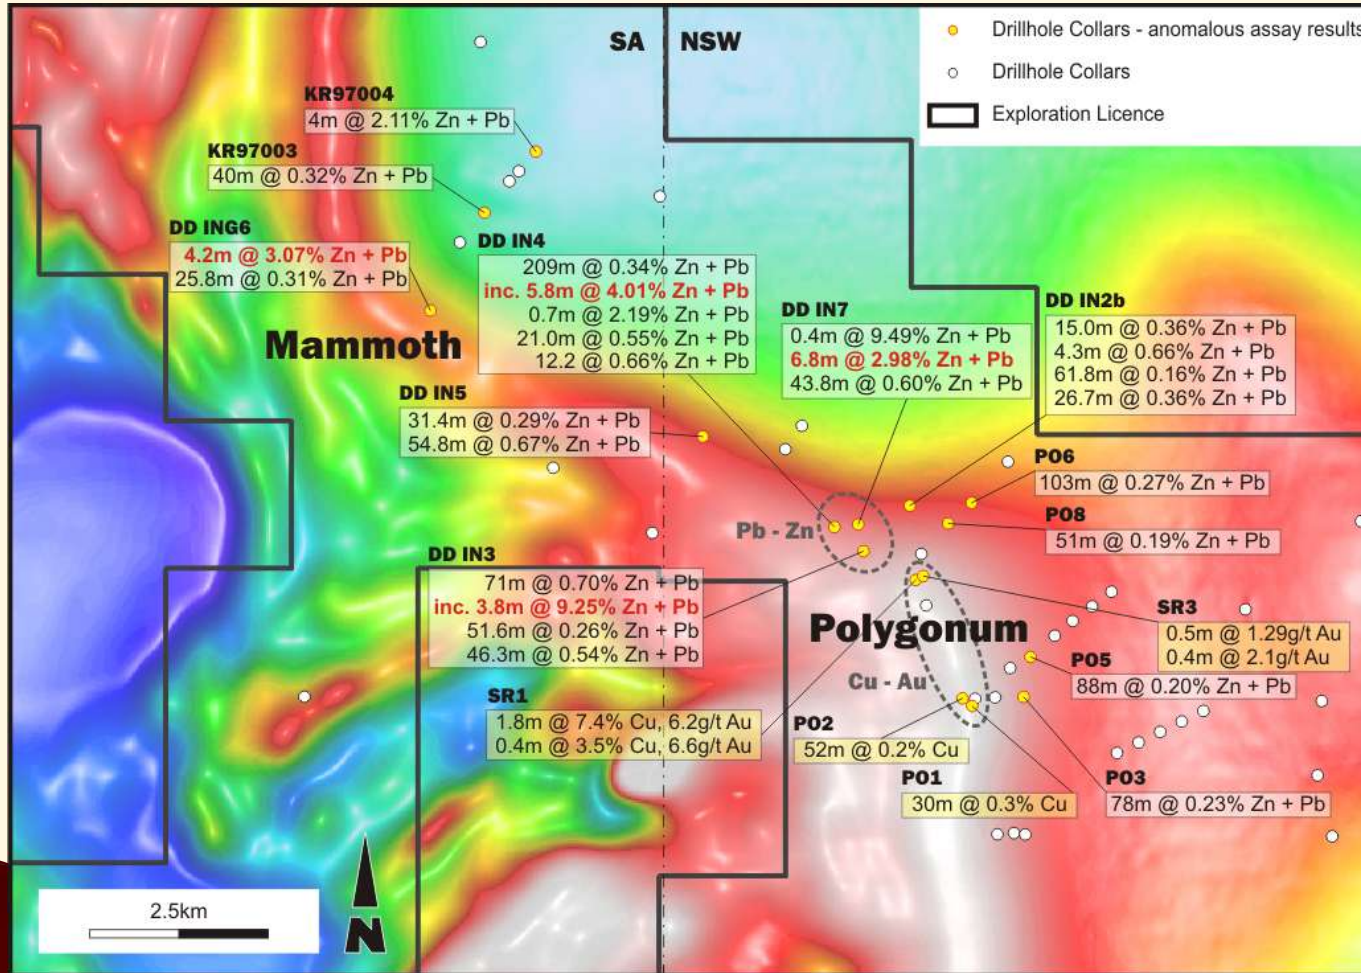 SA NSW
Drillhole Collars - anomalous assay results
Drillhole Collars
Exploration Licence
KR97004
4m @ 2.11% Zn + Pb
KR97003
40m @ 0.32% Zn + Pb
DD ING6
4.2m @ 3.07% Zn + Pb
25.8m @ 0.31% Zn + Pb
DD IN4
209m @ 0.34% Zn + Pb
inc. 5.8m @ 4.01% Zn + Pb
0.7m @ 2.19% Zn + Pb
21.0m @ 0.55% Zn + Pb
12.2 @ 0.66% Zn + Pb
DD IN7
0.4m @ 9.49% Zn + Pb
6.8m @ 2.98% Zn + Pb
43.8m @ 0.60% Zn + Pb
DD IN2b
15.0m @ 0.36% Zn + Pb
4.3m @ 0.66% Zn + Pb
61.8m @ 0.16% Zn + Pb
26.7m @ 0.36% Zn + Pb
Mammoth
DD IN5
31.4m @ 0.29% Zn + Pb
54.8m @ 0.67% Zn + Pb
PO6
103m @ 0.27% Zn + Pb
PO8
51m @ 0.19% Zn + Pb
Pb - Zn
DD IN3
71m @ 0.70% Zn + Pb
inc. 3.8m @ 9.25% Zn + Pb
51.6m @ 0.26% Zn + Pb
46.3m @ 0.54% Zn + Pb
Polygonum
SR3
0.5m @ 1.29g/t Au
0.4m @ 2.1g/t Au
Cu - Au
PO5
88m @ 0.20% Zn + Pb
SR1
1.8m @ 7.4% Cu, 6.2g/t Au
0.4m @ 3.5% Cu, 6.6g/t Au
PO2
52m @ 0.2% Cu
PO1
30m @ 0.3% Cu
PO3
78m @ 0.23% Zn + Pb
2.5km
N